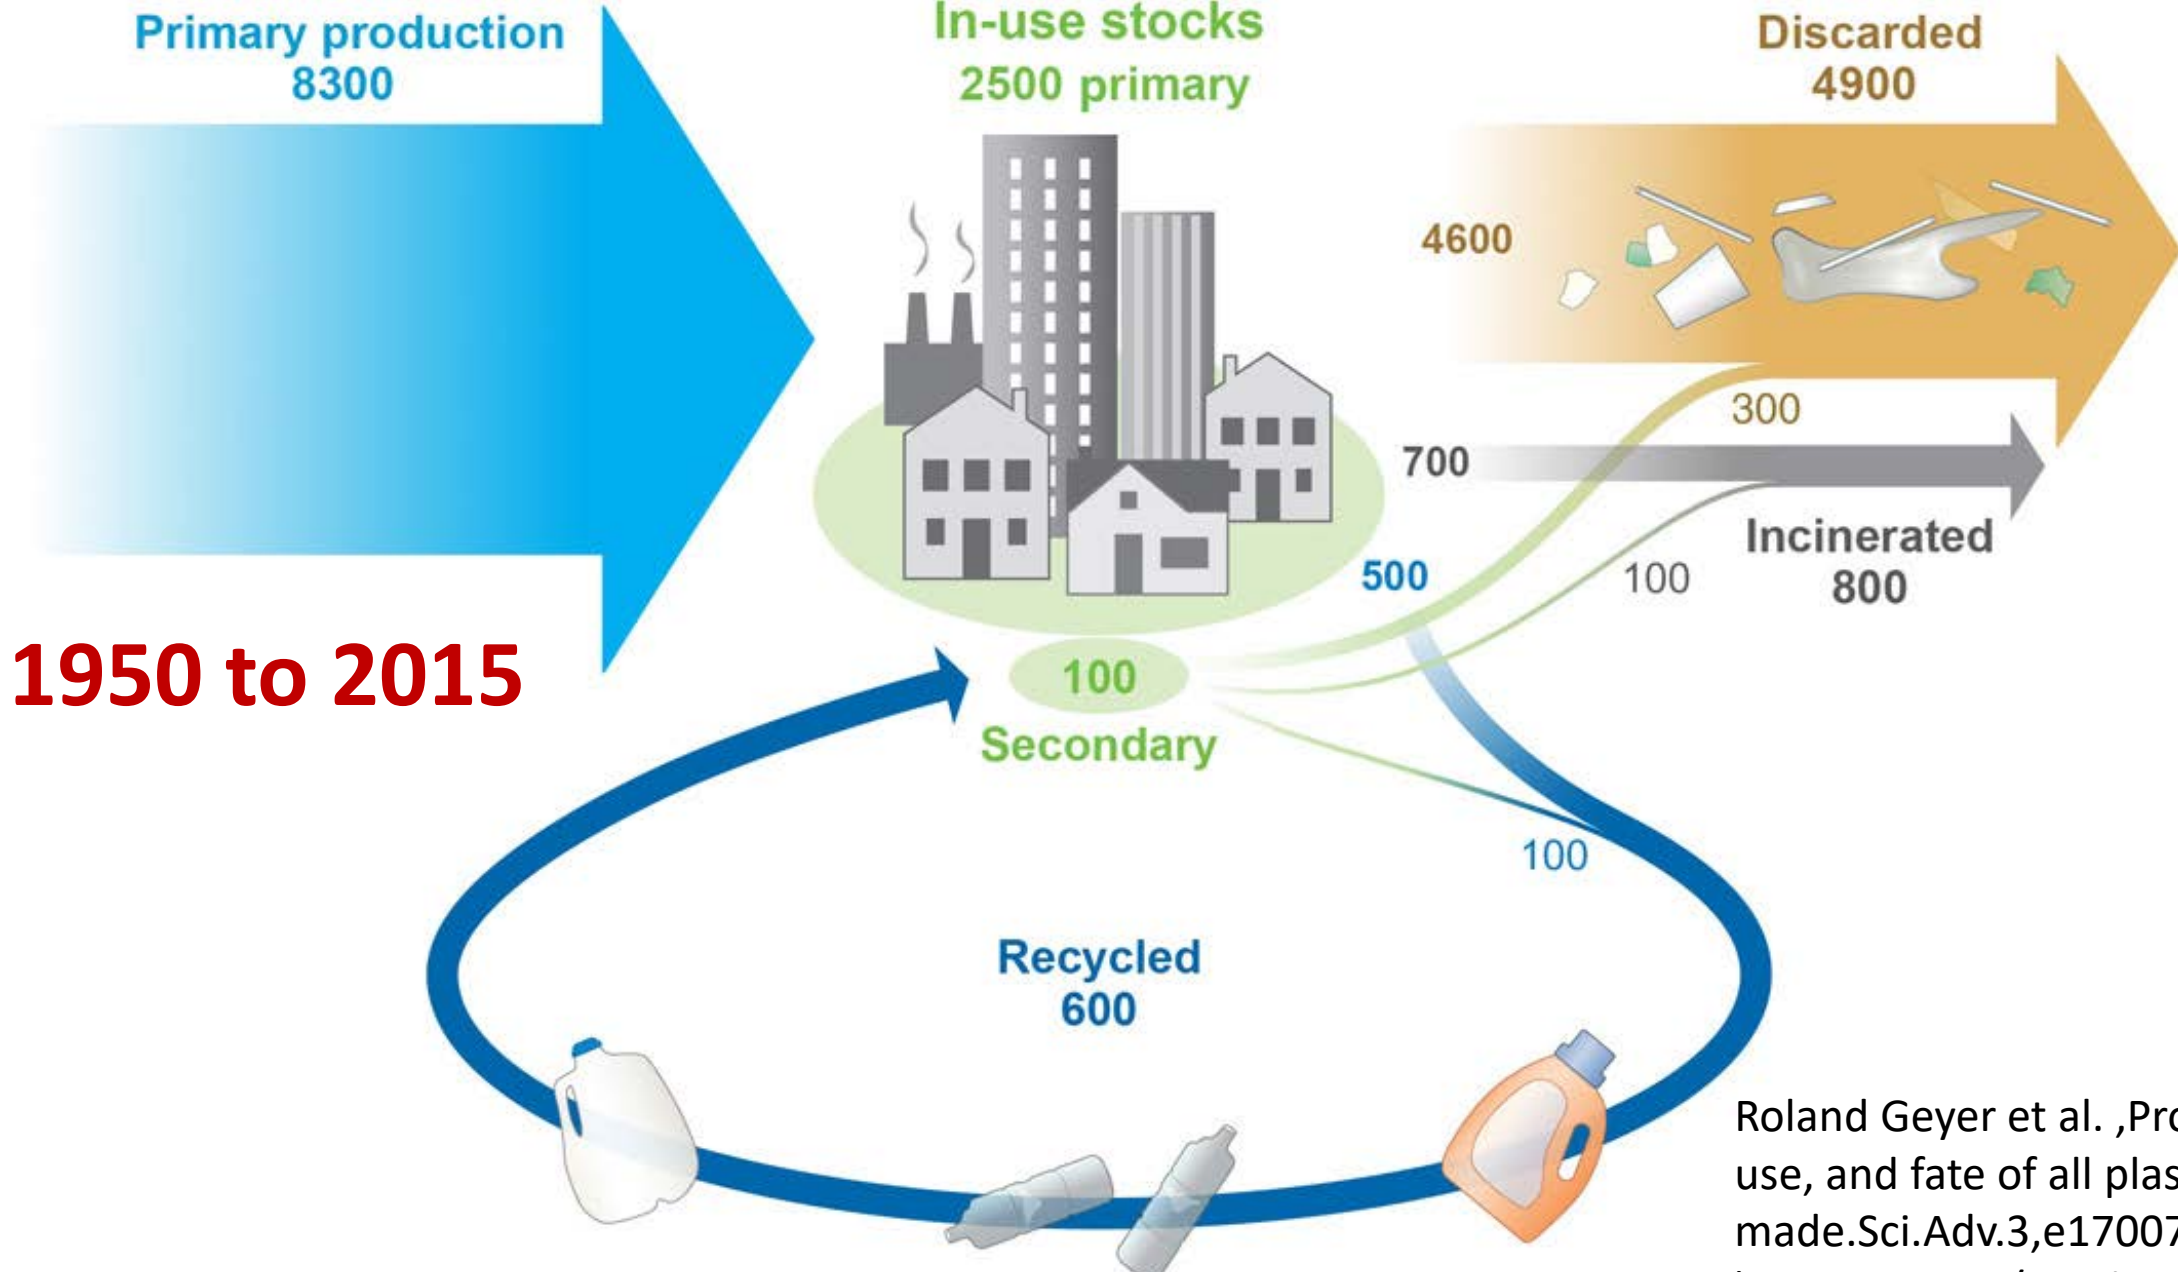 Primary production
8300
In-use stocks
2500 primary
Discarded
4900
4600
300
700
Incinerated
800
500
100
1950 to 2015
100
Secondary
100
Recycled
600
Roland Geyer et al. ,Pro
use, and fate of all plas
made.Sci.Adv.3,e17007